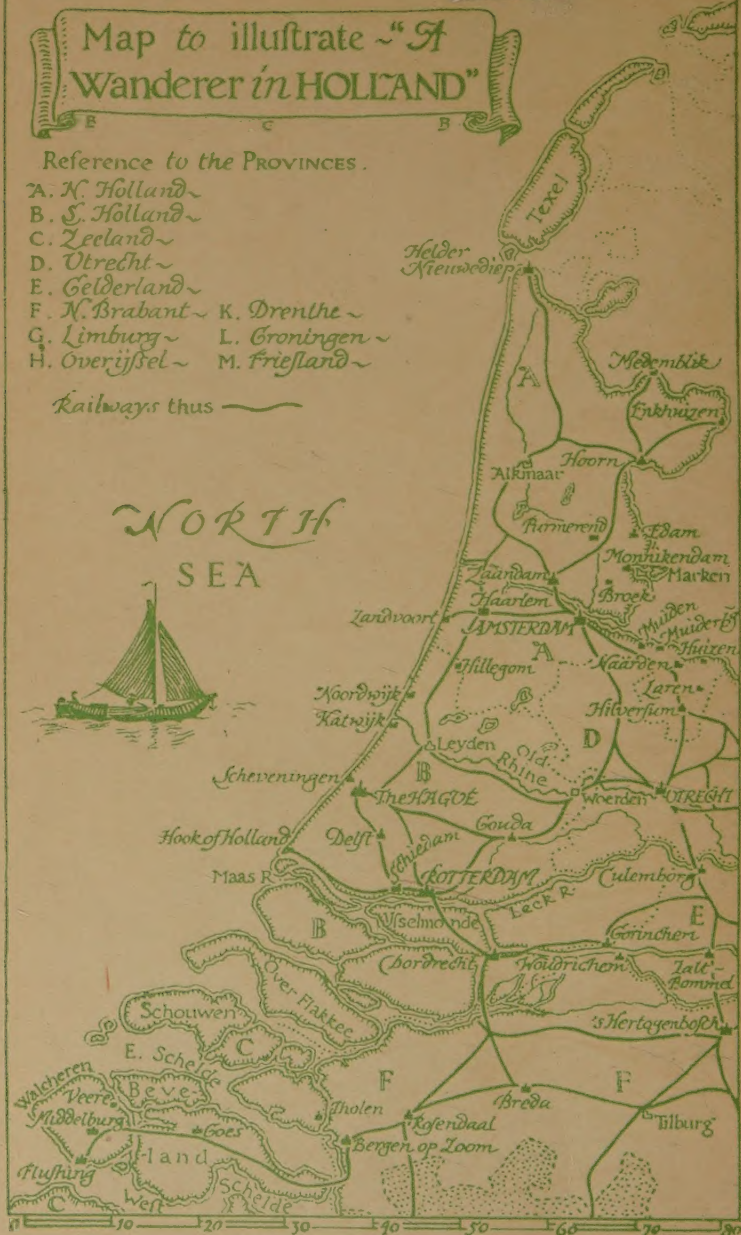 Map to illuſtrate ~ "A
Wanderer in HOLLAND"
E C B
Reference to the PROVINCES.
A. N. Holland ~
B. S. Holland ~
C. Zeeland ~
D. Utrecht ~
E. Gelderland ~
F. N. Brabant ~ K. Drenthe ~
G. Limburg ~ L. Groningen ~
H. Overijſſel ~ M. Frieſland ~
Railways thus
NORTH
SEA
Texel
Helder
Nieuwediep
A
Medemblik
Enkhuizen
Hoorn
Alkmaar
Purmerend
Edam
Monnikendam
Marken
Zaandam
Broek
Haarlem
Zandvoort
AMSTERDAM
Muiden
Muiderb'g
Huizen
A
Hillegom
Naarden
Laren
Noordwijk
Hilverſum
Katwijk
Leyden
Old
Rhine
D
B
Scheveningen
The HAGUE
Woerden
UTRECHT
Gouda
Hook of Holland
Delft
Schiedam
Maas R.
ROTTERDAM
Culemborg
Leck R.
B
Yſſelmonde
E
Gorinchem
Dordrecht
Woudrichem
Zalt-
Bommel
Over Flakkee
Schouwen
'sHertogenboſch
C
E. Schelde
F
F
Walcheren
Beve-
Veere
Tholen
Breda
Middelburg
Goes
Roſendaal
Tilburg
-land
Bergen op Zoom
Fluſhing
C
Weſt
Schelde
0 10 20 30 40 50 60 70 80